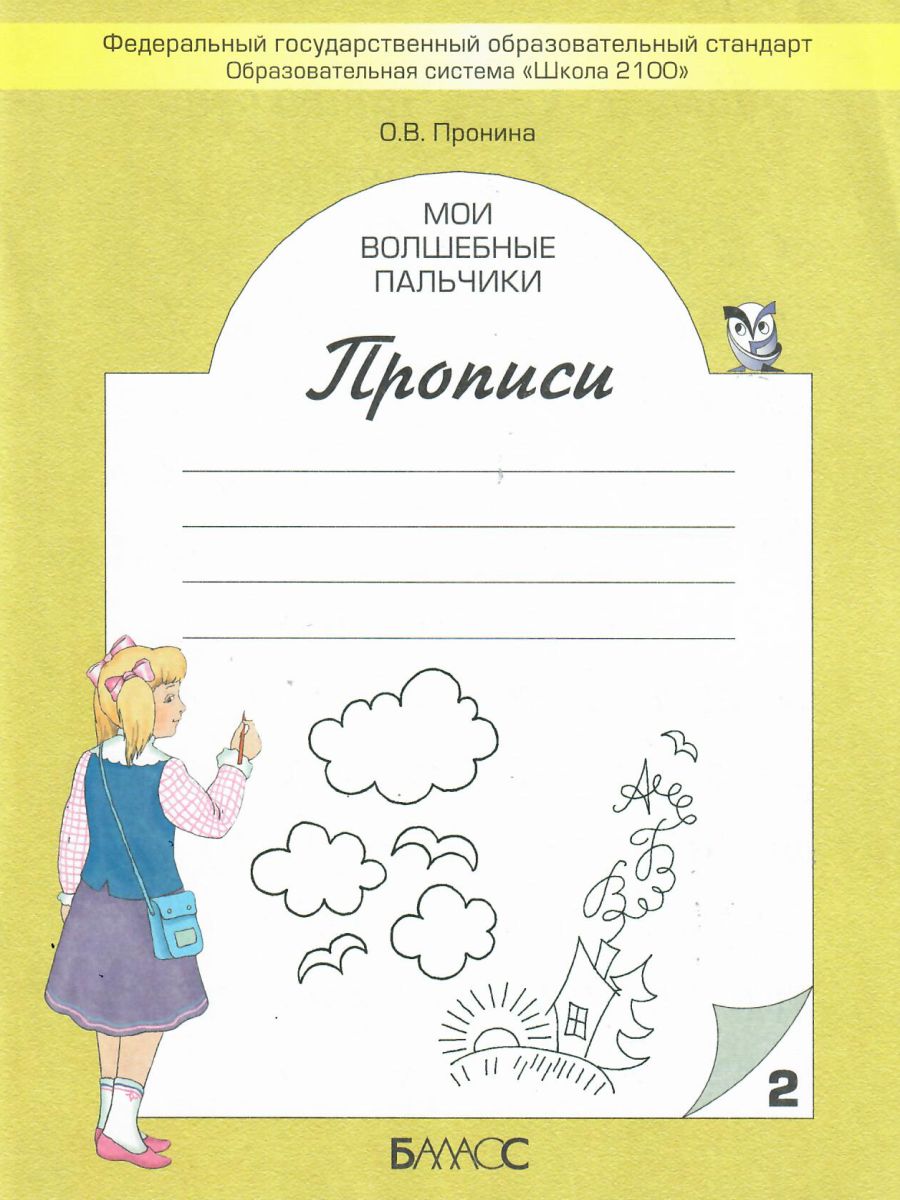 Федеральный государственный образовательный стандарт
Образовательная система «Школа 2100»
О.В. Пронина
МОИ
ВОЛШЕБНЫЕ
ПАЛЬЧИКИ
Прописи
А
Б
В
2
БАЛАСС